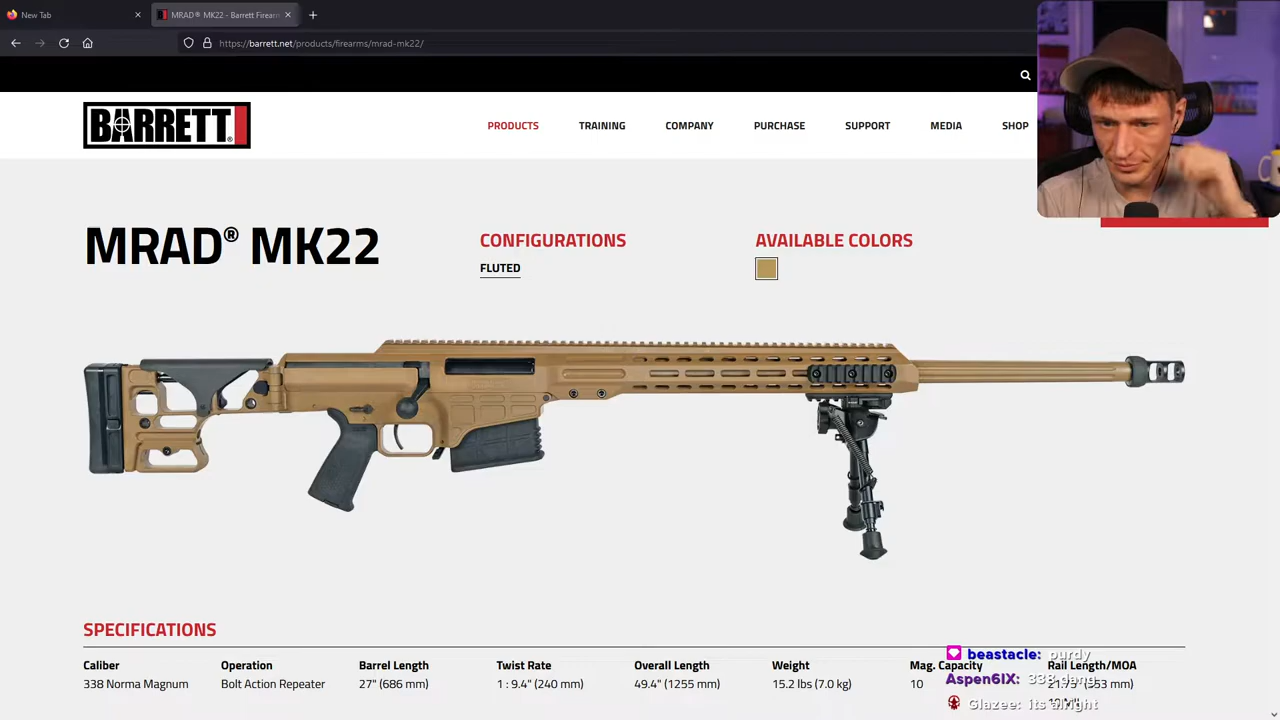 New Tab
MRAD® MK22 - Barrett Firearm
https://barrett.net/products/firearms/mrad-mk22/
BARRETT®
PRODUCTS
TRAINING
COMPANY
PURCHASE
SUPPORT
MEDIA
SHOP
MRAD® MK22
CONFIGURATIONS
FLUTED
AVAILABLE COLORS
SPECIFICATIONS
Caliber
338 Norma Magnum
Operation
Bolt Action Repeater
Barrel Length
27" (686 mm)
Twist Rate
1 : 9.4" (240 mm)
Overall Length
49.4" (1255 mm)
Weight
15.2 lbs (7.0 kg)
Mag. Capacity
10
Rail Length/MOA
beastacle: purdy
Aspen6IX: 338 dang
Glazee: its alright